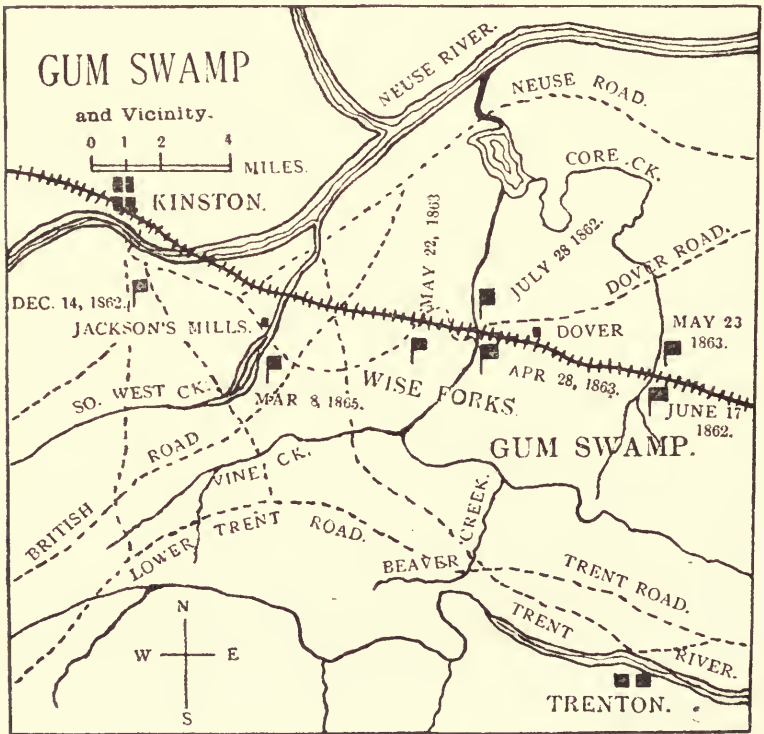 GUM SWAMP
and Vicinity.
0 1 2 4
MILES.
NEUSE RIVER.
NEUSE ROAD.
CORE CK.
KINSTON.
MAY 22, 1863
JULY 28 1862.
DOVER ROAD.
DEC. 14, 1862.
JACKSON'S MILLS.
DOVER
MAY 23
1863.
SO. WEST CK.
MAR 8, 1865.
WISE FORKS.
APR 28, 1863.
JUNE 17
1862.
GUM SWAMP.
BRITISH ROAD
VINE CK.
LOWER TRENT ROAD.
BEAVER CREEK.
TRENT ROAD.
TRENT RIVER.
N
W E
S
TRENTON.